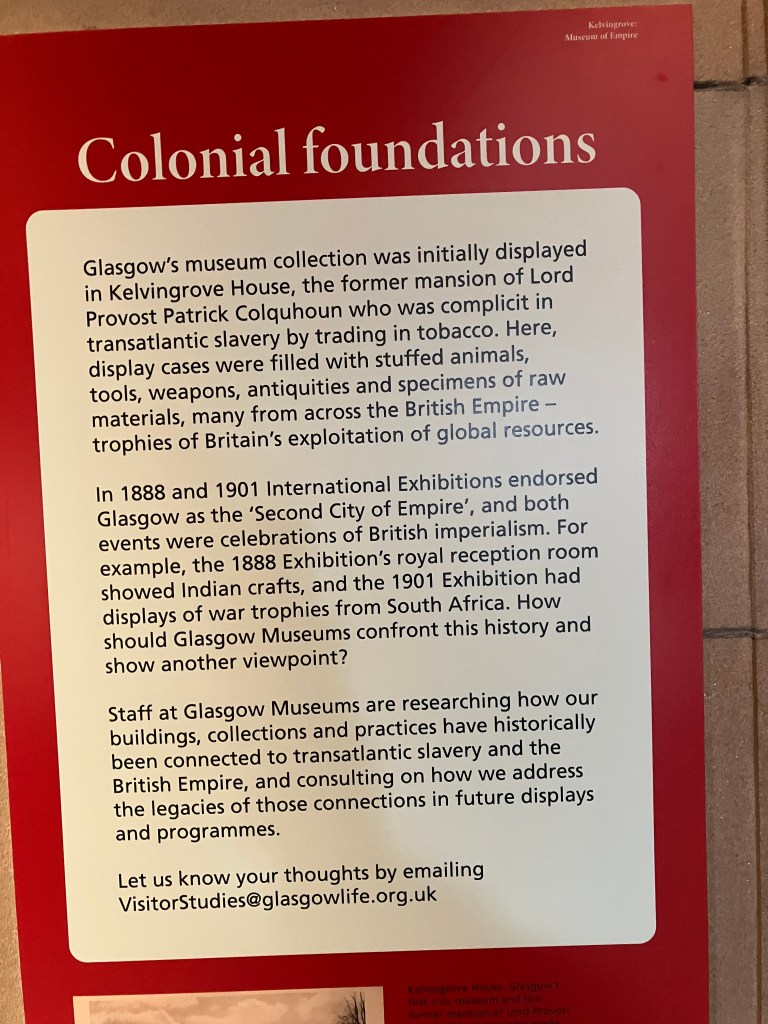 Kelvingrove:
Museum of Empire
Colonial foundations
Glasgow's museum collection was initially displayed
in Kelvingrove House, the former mansion of Lord
Provost Patrick Colquhoun who was complicit in
transatlantic slavery by trading in tobacco. Here,
display cases were filled with stuffed animals,
tools, weapons, antiquities and specimens of raw
materials, many from across the British Empire –
trophies of Britain's exploitation of global resources.
In 1888 and 1901 International Exhibitions endorsed
Glasgow as the 'Second City of Empire', and both
events were celebrations of British imperialism. For
example, the 1888 Exhibition's royal reception room
showed Indian crafts, and the 1901 Exhibition had
displays of war trophies from South Africa. How
should Glasgow Museums confront this history and
show another viewpoint?
Staff at Glasgow Museums are researching how our
buildings, collections and practices have historically
been connected to transatlantic slavery and the
British Empire, and consulting on how we address
the legacies of those connections in future displays
and programmes.
Let us know your thoughts by emailing
VisitorStudies@glasgowlife.org.uk
Kelvingrove House, Glasgow's
first civic museum and the
former mansion of Lord Provost